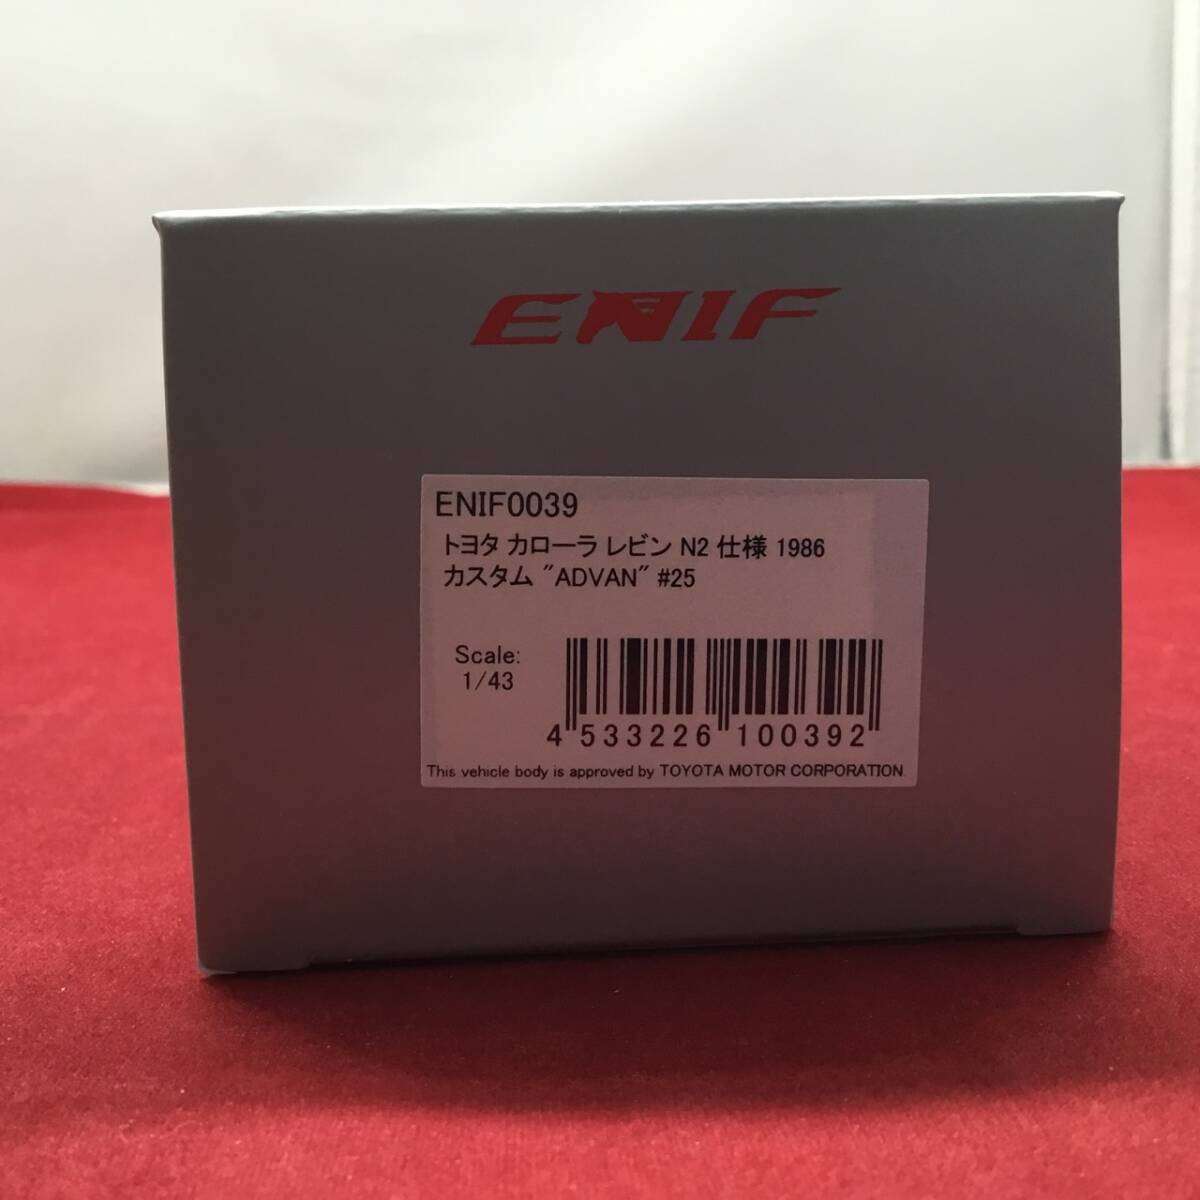 ENIF
ENIF0039
トヨタ カローラ レビン N2 仕様 1986
カスタム "ADVAN" #25
Scale:
1/43
4 533226 100392
This vehicle body is approved by TOYOTA MOTOR CORPORATION.